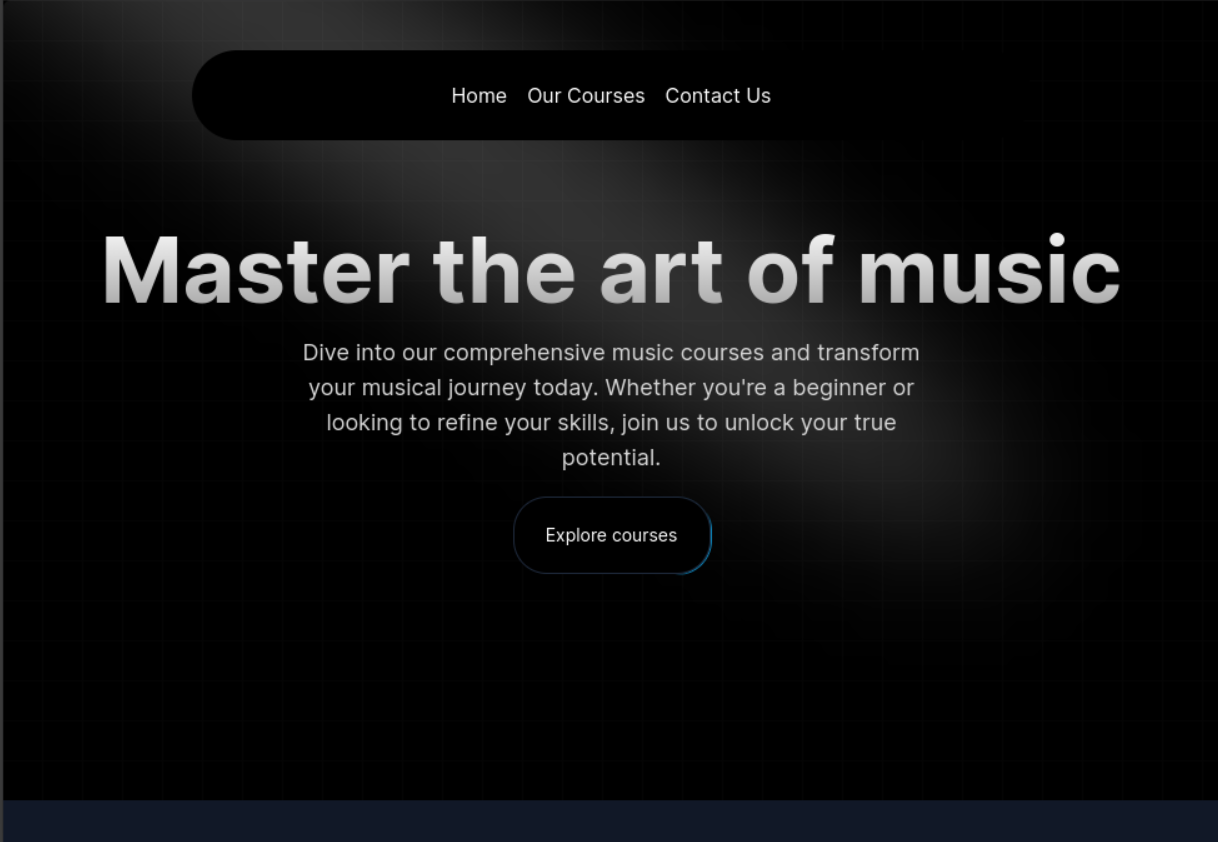 Home Our Courses Contact Us
Master the art of music
Dive into our comprehensive music courses and transform
your musical journey today. Whether you're a beginner or
looking to refine your skills, join us to unlock your true
potential.
Explore courses